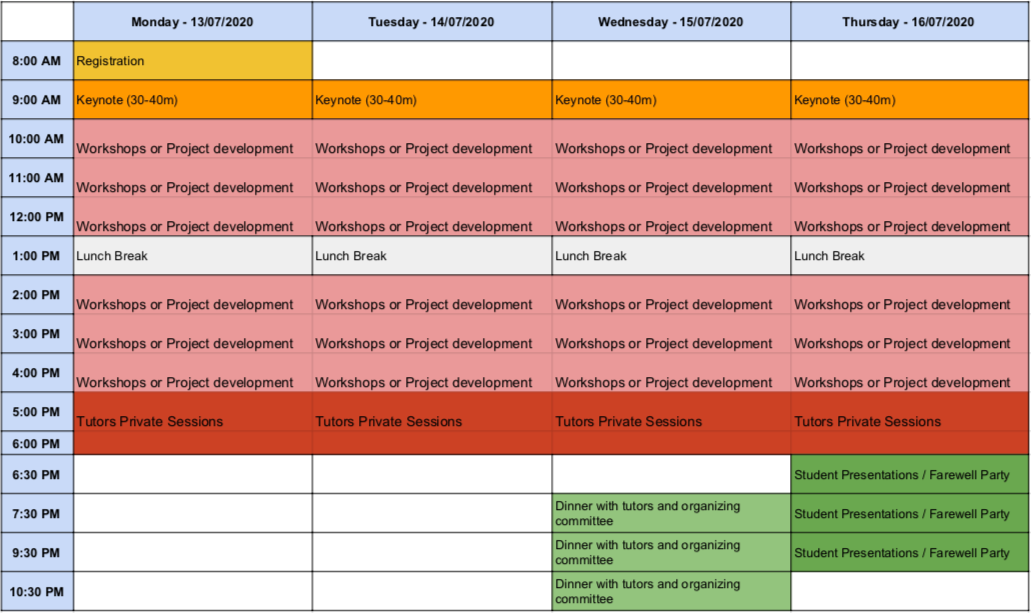 Monday - 13/07/2020 Tuesday - 14/07/2020 Wednesday - 15/07/2020 Thursday - 16/07/2020
8:00 AM Registration
9:00 AM Keynote (30-40m) Keynote (30-40m) Keynote (30-40m) Keynote (30-40m)
10:00 AM Workshops or Project development Workshops or Project development Workshops or Project development Workshops or Project development
11:00 AM Workshops or Project development Workshops or Project development Workshops or Project development Workshops or Project development
12:00 PM Workshops or Project development Workshops or Project development Workshops or Project development Workshops or Project development
1:00 PM Lunch Break Lunch Break Lunch Break Lunch Break
2:00 PM Workshops or Project development Workshops or Project development Workshops or Project development Workshops or Project development
3:00 PM Workshops or Project development Workshops or Project development Workshops or Project development Workshops or Project development
4:00 PM Workshops or Project development Workshops or Project development Workshops or Project development Workshops or Project development
5:00 PM Tutors Private Sessions Tutors Private Sessions Tutors Private Sessions Tutors Private Sessions
6:00 PM
6:30 PM Student Presentations / Farewell Party
7:30 PM Dinner with tutors and organizing committee Student Presentations / Farewell Party
9:30 PM Dinner with tutors and organizing committee Student Presentations / Farewell Party
10:30 PM Dinner with tutors and organizing committee